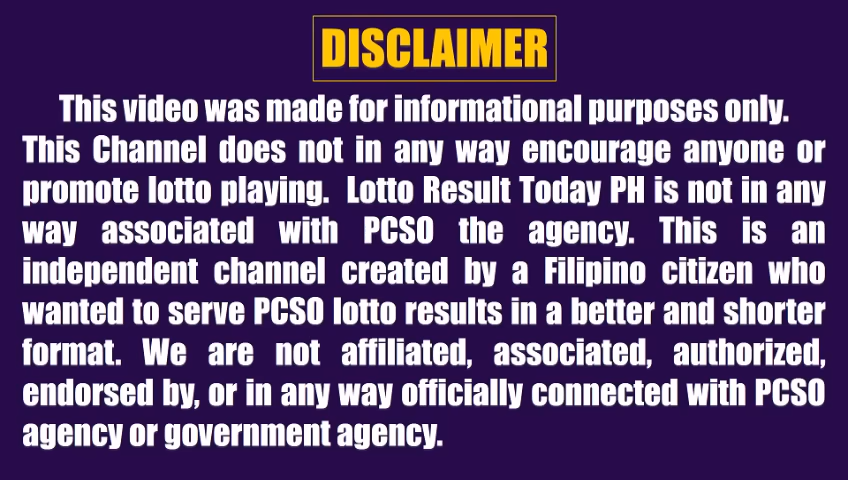 DISCLAIMER
This video was made for informational purposes only.
This Channel does not in any way encourage anyone or
promote lotto playing. Lotto Result Today PH is not in any
way associated with PCSO the agency. This is an
independent channel created by a Filipino citizen who
wanted to serve PCSO lotto results in a better and shorter
format. We are not affiliated, associated, authorized,
endorsed by, or in any way officially connected with PCSO
agency or government agency.